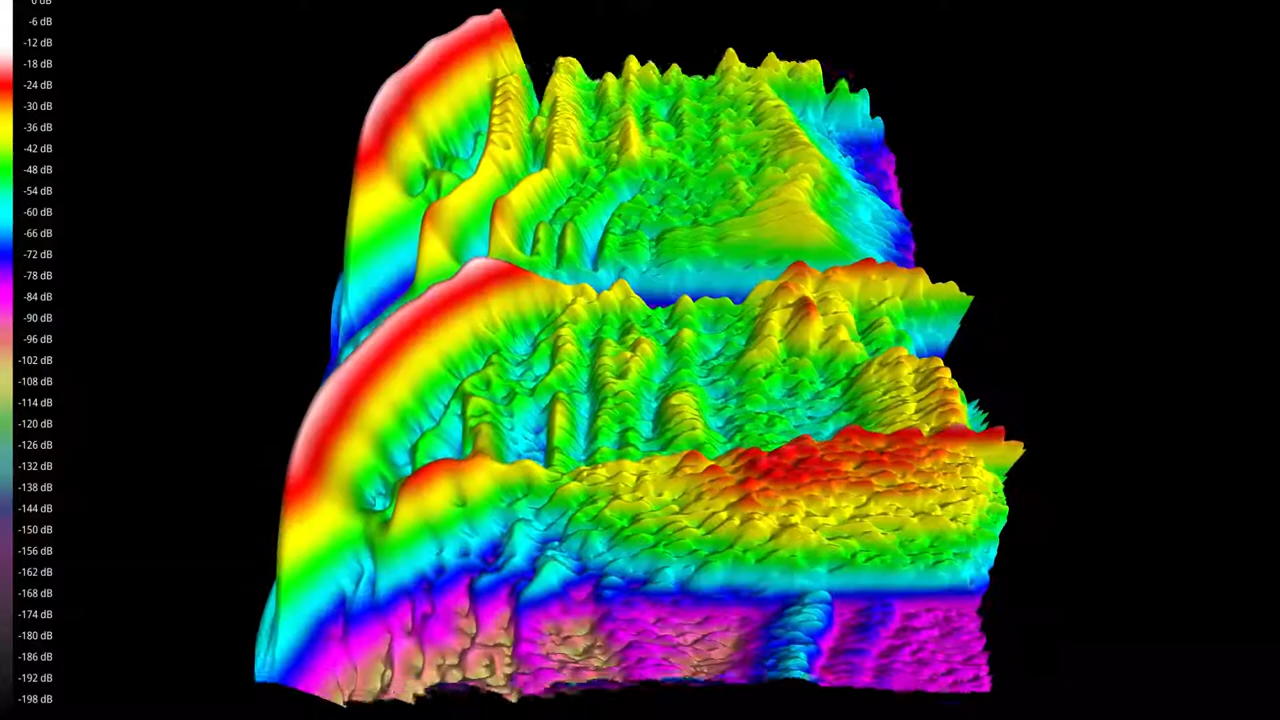 0 dB
-6 dB
-12 dB
-18 dB
-24 dB
-30 dB
-36 dB
-42 dB
-48 dB
-54 dB
-60 dB
-66 dB
-72 dB
-78 dB
-84 dB
-90 dB
-96 dB
-102 dB
-108 dB
-114 dB
-120 dB
-126 dB
-132 dB
-138 dB
-144 dB
-150 dB
-156 dB
-162 dB
-168 dB
-174 dB
-180 dB
-186 dB
-192 dB
-198 dB